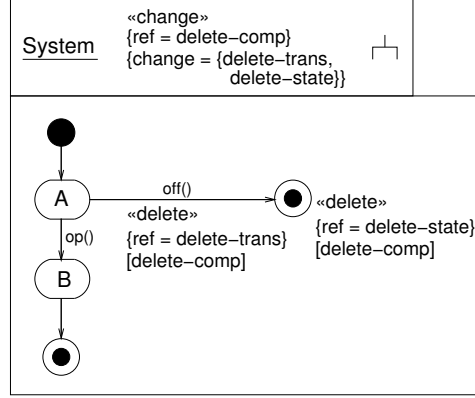 «change»
System
{ref = delete−comp}
{change = {delete−trans,
delete−state}}
A
off()
«delete»
{ref = delete−trans}
[delete−comp]
«delete»
{ref = delete−state}
[delete−comp]
op()
B